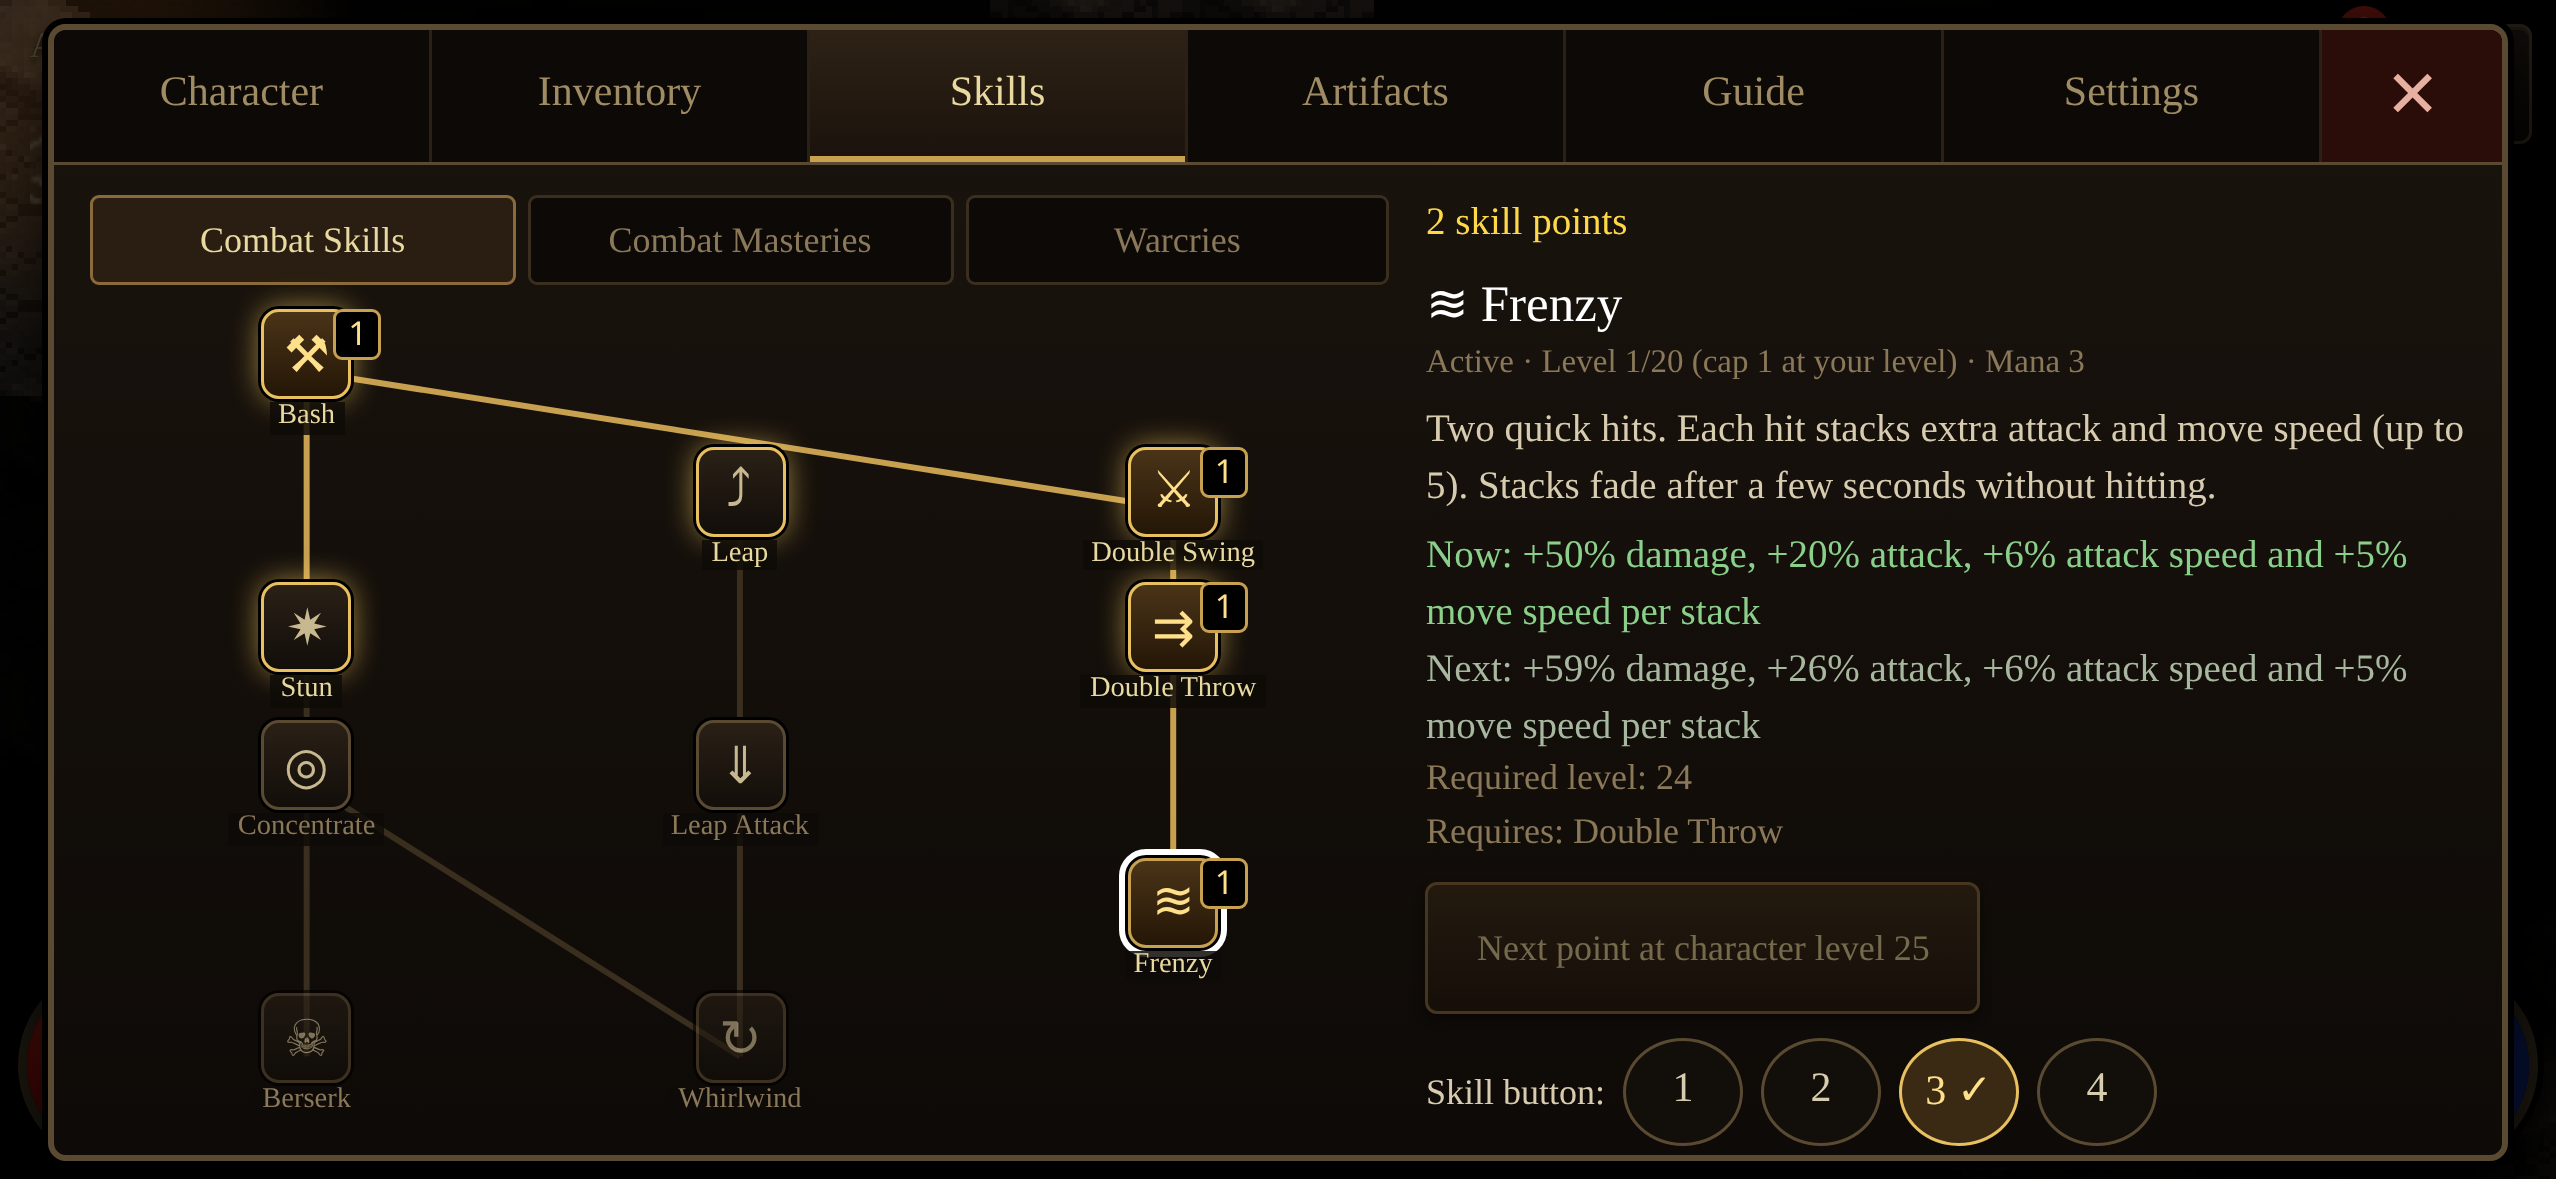 Character
Inventory
Skills
Artifacts
Guide
Settings
✕
Combat Skills
Combat Masteries
Warcries
1
Bash
Leap
1
Double Swing
Stun
1
Double Throw
Concentrate
Leap Attack
1
Frenzy
Berserk
Whirlwind
2 skill points
≋ Frenzy
Active · Level 1/20 (cap 1 at your level) · Mana 3
Two quick hits. Each hit stacks extra attack and move speed (up to
5). Stacks fade after a few seconds without hitting.
Now: +50% damage, +20% attack, +6% attack speed and +5%
move speed per stack
Next: +59% damage, +26% attack, +6% attack speed and +5%
move speed per stack
Required level: 24
Requires: Double Throw
Next point at character level 25
Skill button: 1 2 3 ✓ 4